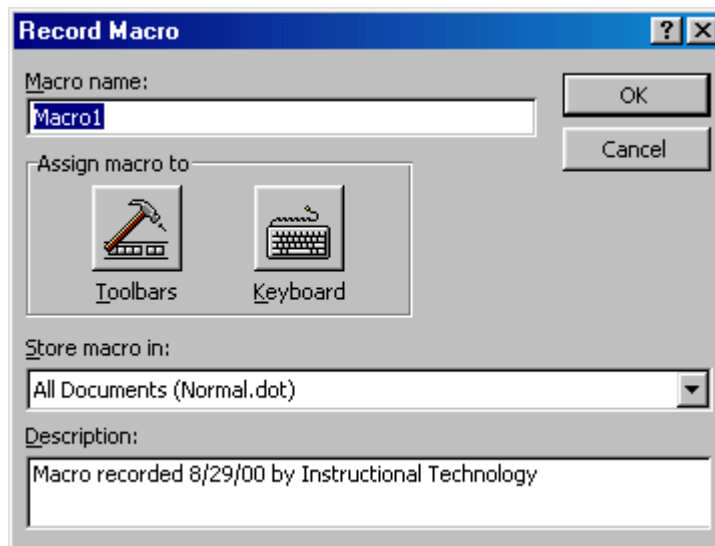 Record Macro
Macro name:
OK
Macro1
Cancel
Assign macro to
Toolbars Keyboard
Store macro in:
All Documents (Normal.dot)
Description:
Macro recorded 8/29/00 by Instructional Technology